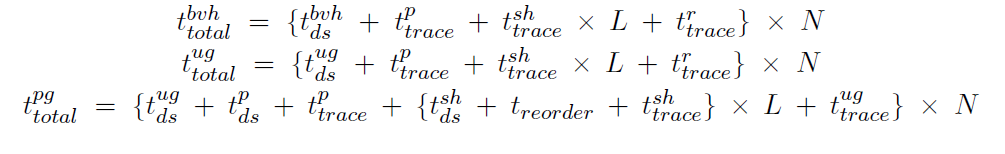 t_{total}^{bvh} = {t_{ds}^{bvh} + t_{trace}^{p} + t_{trace}^{sh} × L + t_{trace}^{r}} × N
t_{total}^{ug} = {t_{ds}^{ug} + t_{trace}^{p} + t_{trace}^{sh} × L + t_{trace}^{r}} × N
t_{total}^{pg} = {t_{ds}^{ug} + t_{ds}^{p} + t_{trace}^{p} + {t_{ds}^{sh} + t_{reorder} + t_{trace}^{sh}} × L + t_{trace}^{ug}} × N